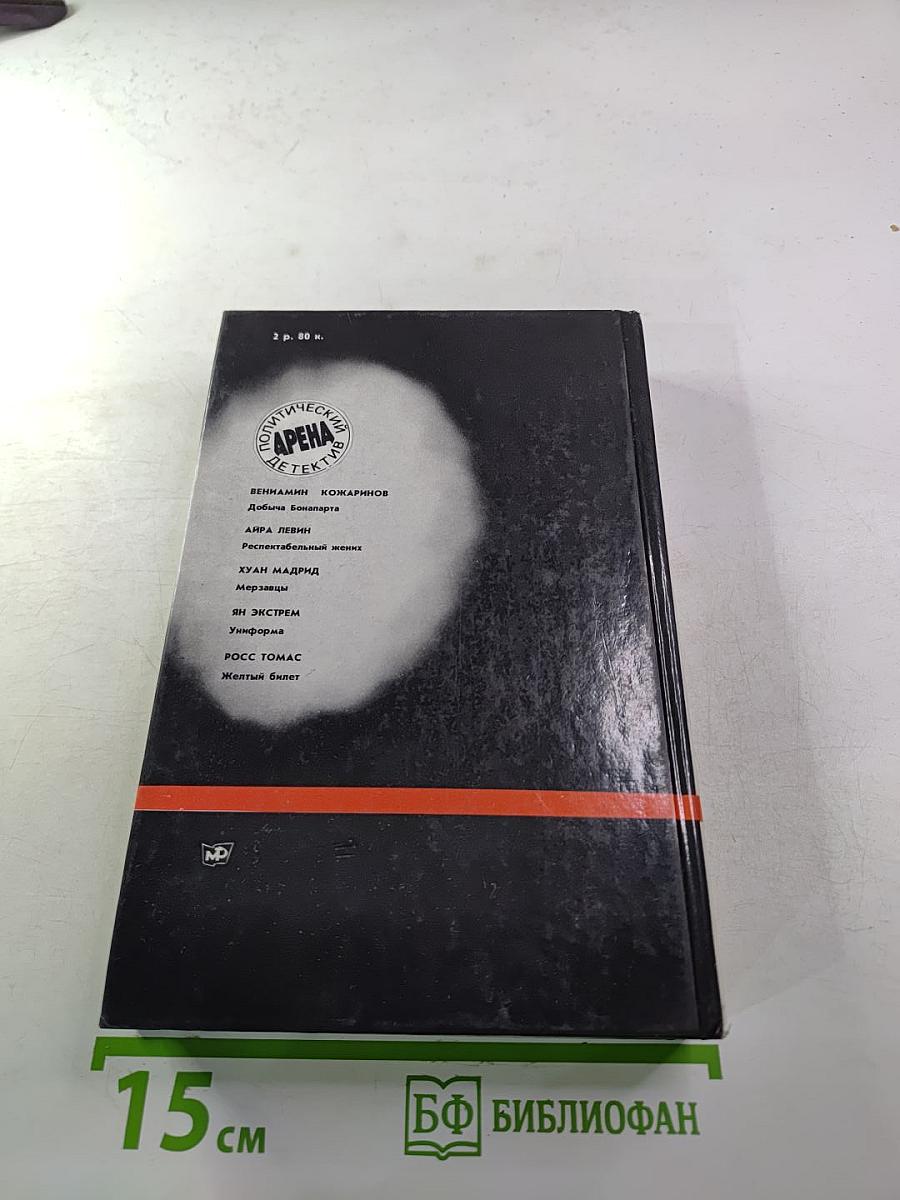 2 р. 80 к.
ПОЛИТИЧЕСКИЙ
АРЕНА
ДЕТЕКТИВ
ВЕНИАМИН КОЖАРИНОВ
Добыча Бонапарта
АЙРА ЛЕВИН
Респектабельный жених
ХУАН МАДРИД
Мерзавцы
ЯН ЭКСТРЕМ
Униформа
РОСС ТОМАС
Желтый билет
МР
15 см
БФ БИБЛИОФАН